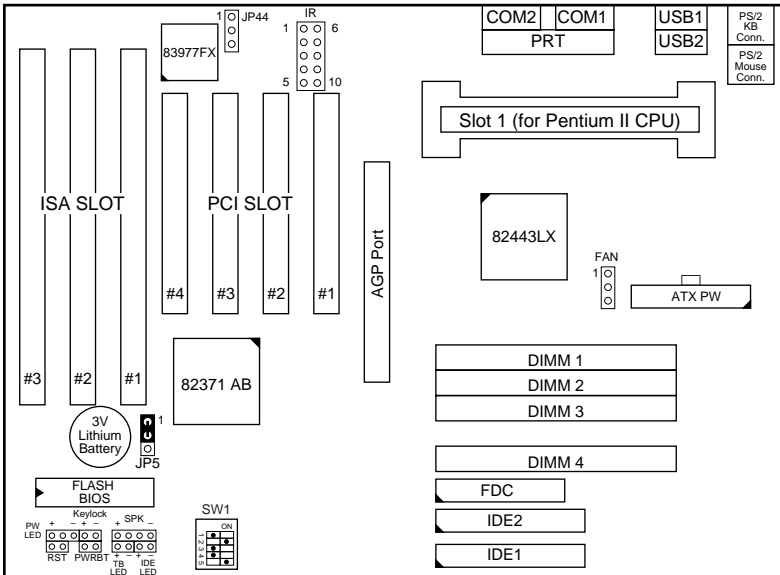 1 JP44
83977FX
IR
1 6
5 10
COM2 COM1
PRT
USB1
USB2
PS/2
KB
Conn.
PS/2
Mouse
Conn.
Slot 1 (for Pentium II CPU)
ISA SLOT
PCI SLOT
AGP Port
82443LX
FAN
1
ATX PW
#4 #3 #2 #1
#3 #2 #1
82371 AB
DIMM 1
DIMM 2
DIMM 3
DIMM 4
3V
Lithium
Battery
1
JP5
FLASH
BIOS
FDC
IDE2
IDE1
SW1
ON
1 2 3 4 5
Keylock
PW
LED
+ − + − + SPK −
RST PWRBT
+ − + −
TB
LED
IDE
LED